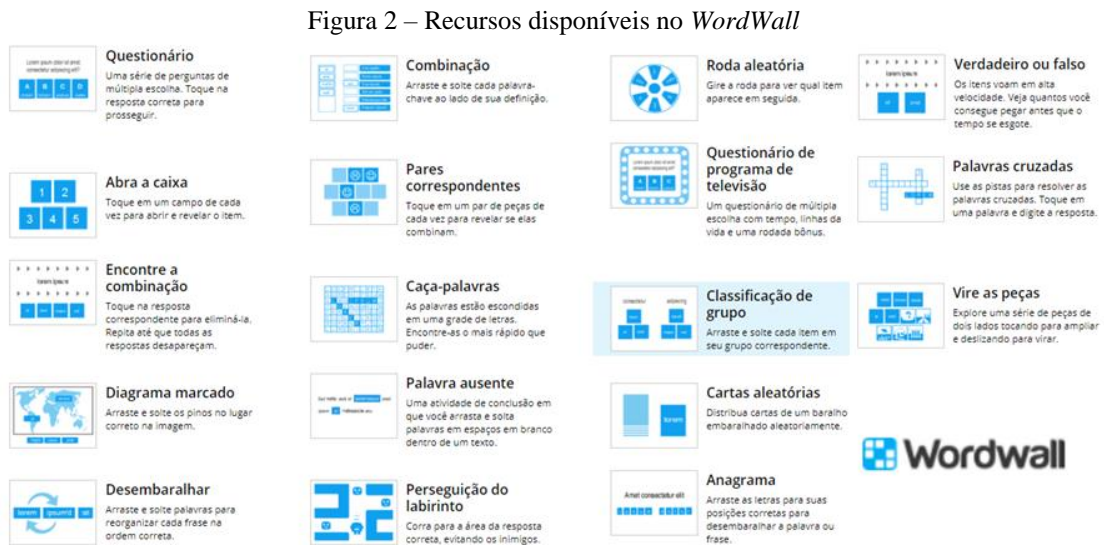 Figura 2 – Recursos disponíveis no WordWall
Questionário
Uma série de perguntas de
múltipla escolha. Toque na
resposta correta para
prosseguir.
Abra a caixa
Toque em um campo de cada
vez para abrir e revelar o item.
Encontre a
combinação
Toque na resposta
correspondente para eliminá-la.
Repita até que todas as
respostas desapareçam.
Diagrama marcado
Arraste e solte os pinos no lugar
correto na imagem.
Desembaralhar
Arraste e solte palavras para
reorganizar cada frase na
ordem correta.
Combinação
Arraste e solte cada palavra-
chave ao lado de sua definição.
Pares
correspondentes
Toque em um par de peças de
cada vez para revelar se elas
combinam.
Caça-palavras
As palavras estão escondidas
em uma grade de letras.
Encontre-as o mais rápido que
puder.
Palavra ausente
Uma atividade de conclusão em
que você arrasta e solta
palavras em espaços em branco
dentro de um texto.
Perseguição do
labirinto
Corra para a área da resposta
correta, evitando os inimigos.
Roda aleatória
Gire a roda para ver qual item
aparece em seguida.
Questionário de
programa de
televisão
Um questionário de múltipla
escolha com tempo, linhas da
vida e uma rodada bônus.
Classificação de
grupo
Arraste e solte cada item em
seu grupo correspondente.
Cartas aleatórias
Distribua cartas de um baralho
embaralhado aleatoriamente.
Anagrama
Arraste as letras para suas
posições corretas para
desembaralhar a palavra ou
frase.
Verdadeiro ou falso
Os itens voam em alta
velocidade. Veja quantos você
consegue pegar antes que o
tempo se esgote.
Palavras cruzadas
Use as pistas para resolver as
palavras cruzadas. Toque em
uma palavra e digite a resposta.
Vire as peças
Explore uma série de peças de
dois lados tocando para ampliar
e deslizando para virar.
Wordwall
1 2
3 4 5
A B C D